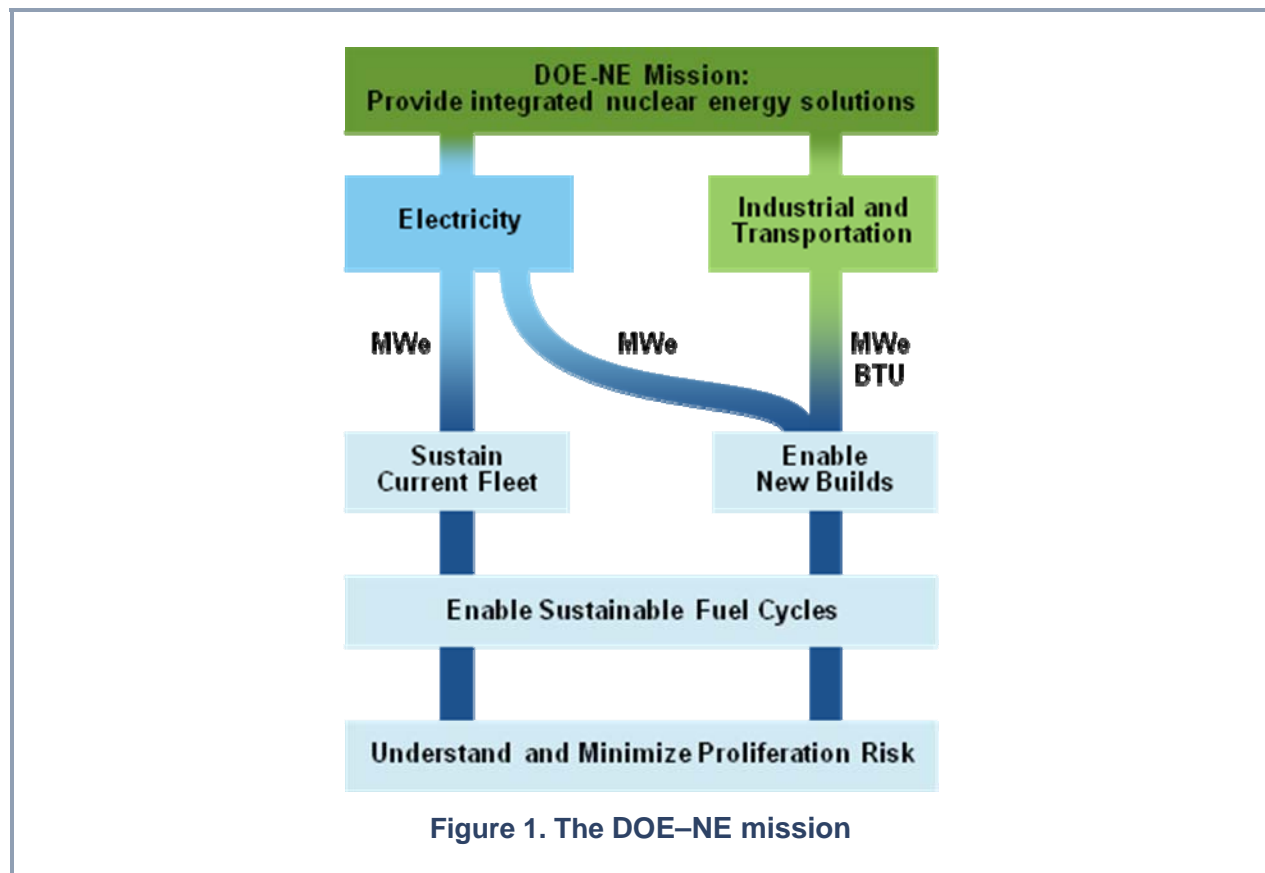 DOE-NE Mission:
Provide integrated nuclear energy solutions
Electricity
Industrial and
Transportation
MWe
MWe
MWe
BTU
Sustain
Current Fleet
Enable
New Builds
Enable Sustainable Fuel Cycles
Understand and Minimize Proliferation Risk
Figure 1. The DOE–NE mission